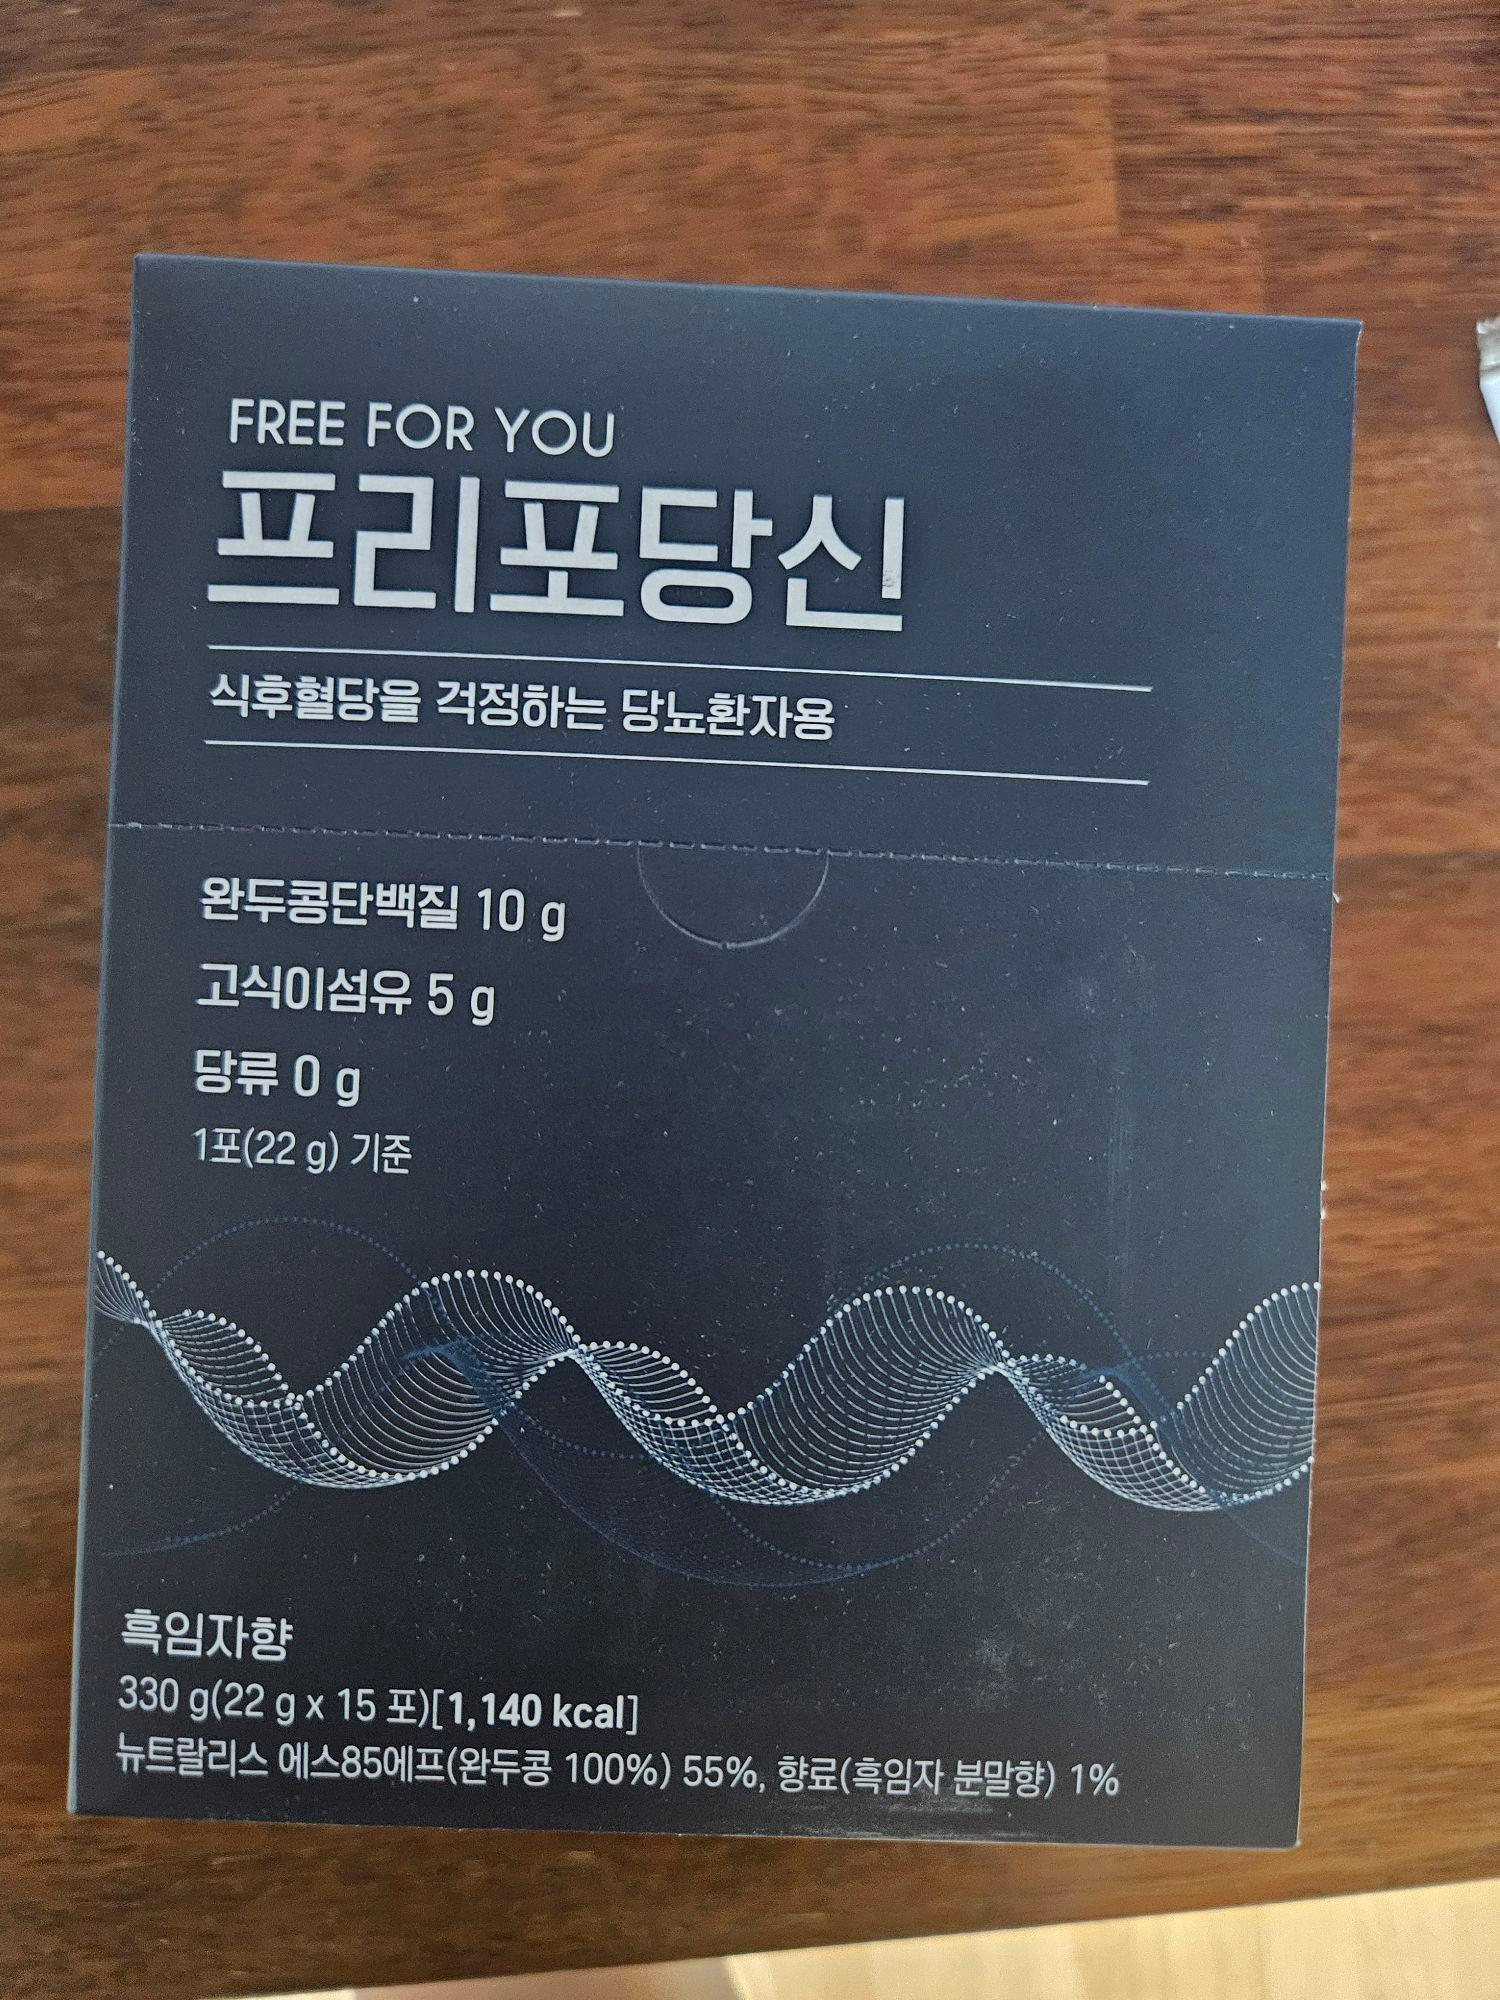 FREE FOR YOU
프리포당신
식후혈당을 걱정하는 당뇨환자용
완두콩단백질 10 g
고식이섬유 5 g
당류 0 g
1포(22 g) 기준
흑임자향
330 g(22 g x 15 포)[1,140 kcal]
뉴트랄리스 에스85에프(완두콩 100%) 55%, 향료(흑임자 분말향) 1%